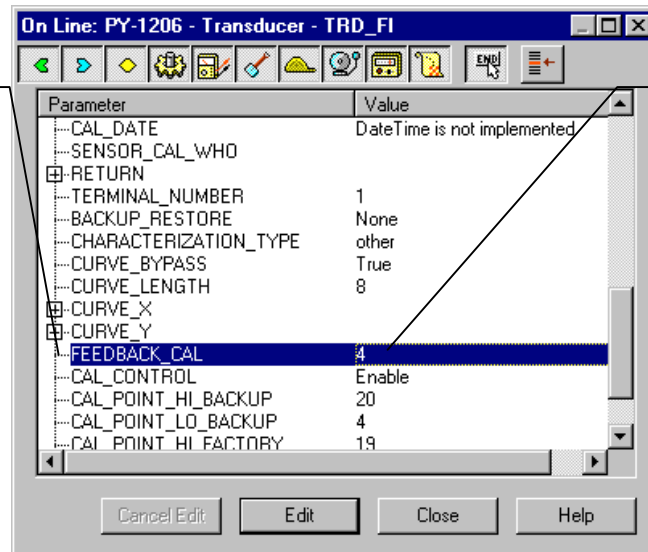 On Line: PY-1206 - Transducer - TRD_FI
END
Parameter Value
CAL_DATE DateTime is not implemented
SENSOR_CAL_WHO
RETURN
TERMINAL_NUMBER 1
BACKUP_RESTORE None
CHARACTERIZATION_TYPE other
CURVE_BYPASS True
CURVE_LENGTH 8
CURVE_X
CURVE_Y
FEEDBACK_CAL 4
CAL_CONTROL Enable
CAL_POINT_HI_BACKUP 20
CAL_POINT_LO_BACKUP 4
CAL_POINT_HI_FACTORY 19
Cancel Edit Edit Close Help